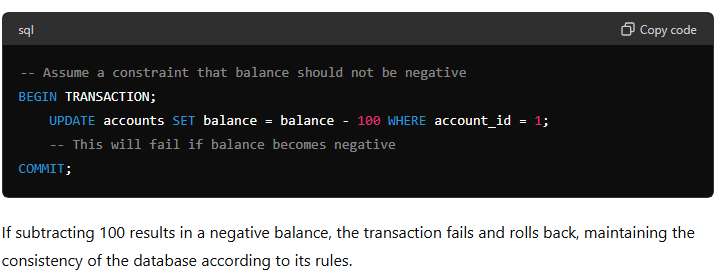 sql
Copy code
-- Assume a constraint that balance should not be negative
BEGIN TRANSACTION;
    UPDATE accounts SET balance = balance - 100 WHERE account_id = 1;
    -- This will fail if balance becomes negative
COMMIT;
If subtracting 100 results in a negative balance, the transaction fails and rolls back, maintaining the
consistency of the database according to its rules.